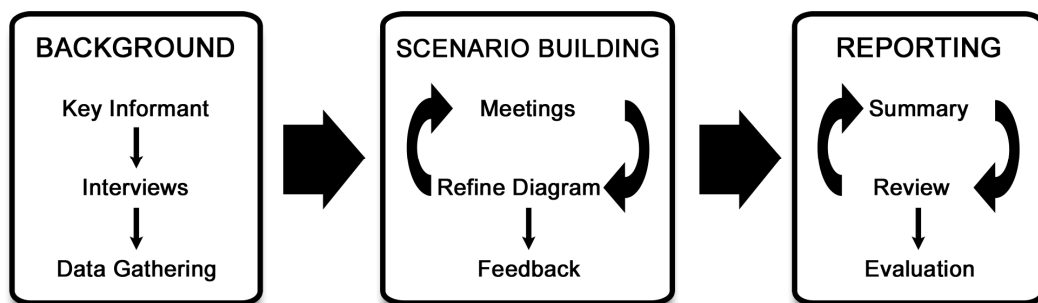 BACKGROUND
Key Informant
Interviews
Data Gathering
SCENARIO BUILDING
Meetings
Refine Diagram
Feedback
REPORTING
Summary
Review
Evaluation